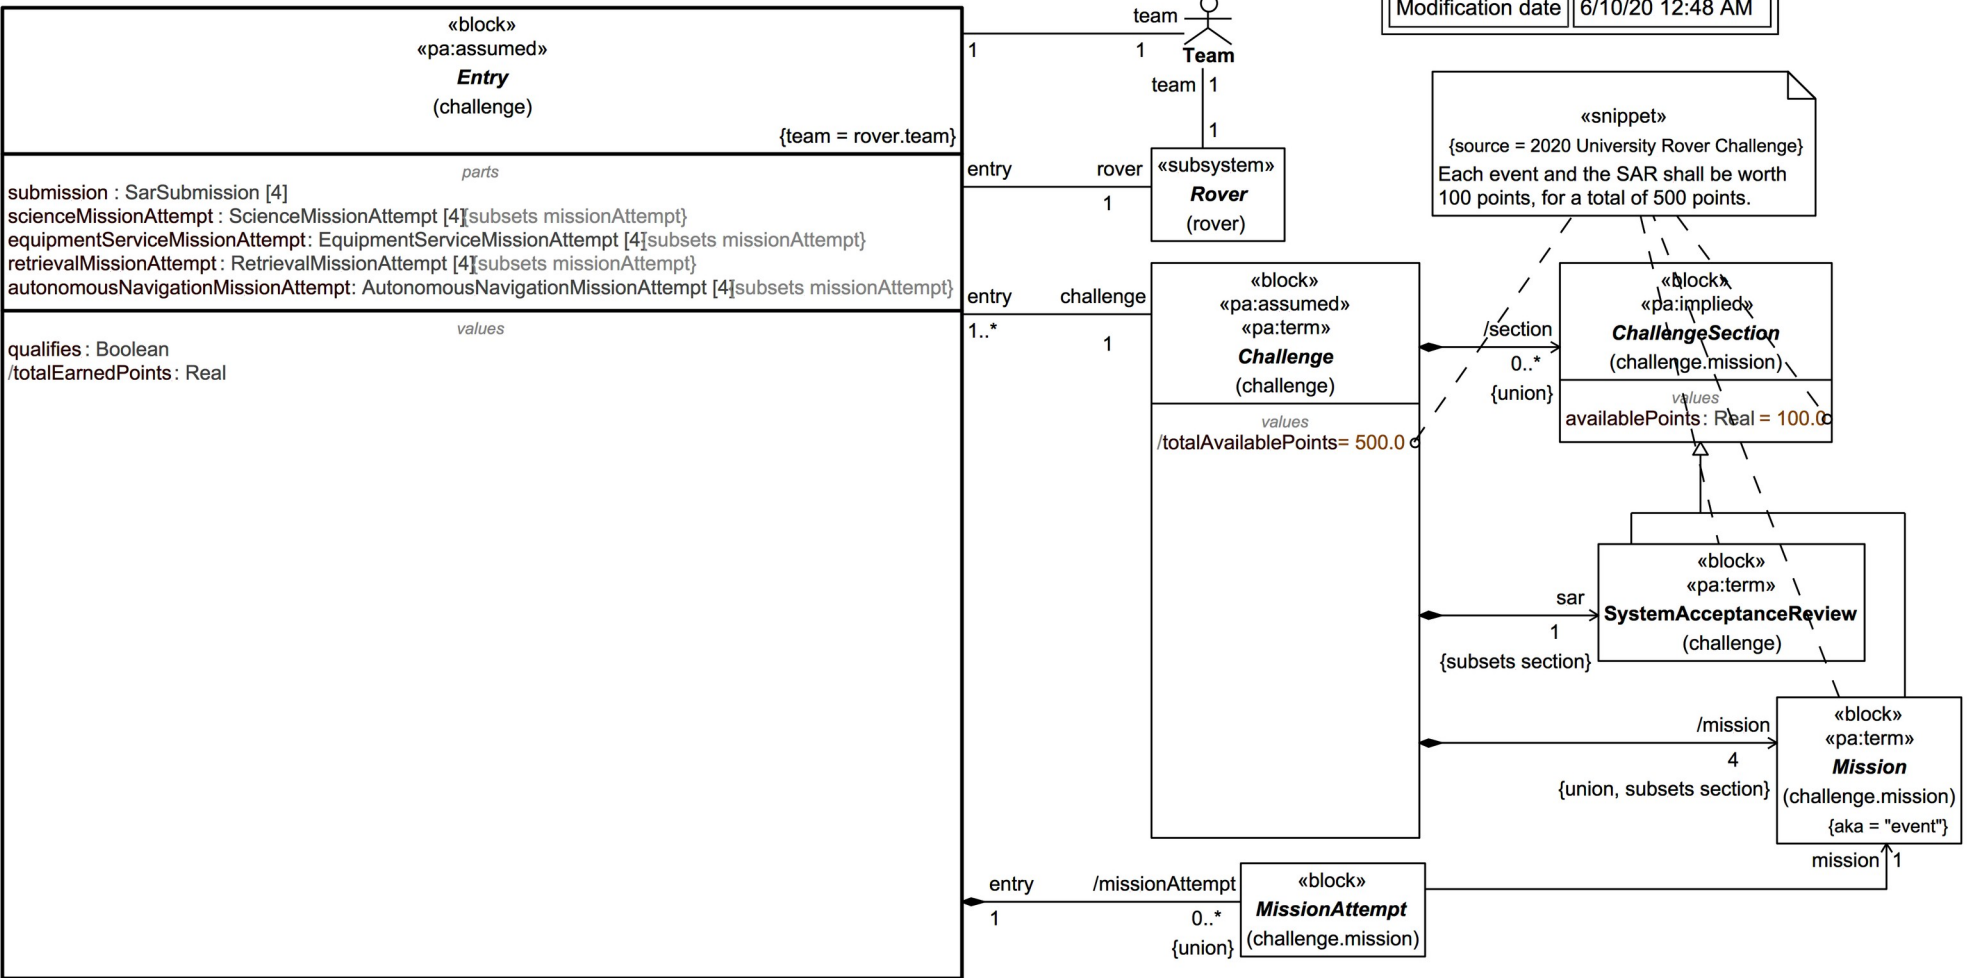 «block»
«pa:assumed»
Entry
(challenge)
{team = rover.team}
parts
submission : SarSubmission [4]
scienceMissionAttempt : ScienceMissionAttempt [4]{subsets missionAttempt}
equipmentServiceMissionAttempt: EquipmentServiceMissionAttempt [4]{subsets missionAttempt}
retrievalMissionAttempt : RetrievalMissionAttempt [4]{subsets missionAttempt}
autonomousNavigationMissionAttempt: AutonomousNavigationMissionAttempt [4]{subsets missionAttempt}
values
qualifies : Boolean
/totalEarnedPoints : Real
team
1
1
Team
team 1
1
Modification date 6/10/20 12:48 AM
entry
rover
1
«subsystem»
Rover
(rover)
«snippet»
{source = 2020 University Rover Challenge}
Each event and the SAR shall be worth
100 points, for a total of 500 points.
entry
challenge
1..*
1
«block»
«pa:assumed»
«pa:term»
Challenge
(challenge)
values
/totalAvailablePoints= 500.0
/section
0..*
{union}
«block»
«pa:implied»
ChallengeSection
(challenge.mission)
values
availablePoints : Real = 100.0
sar
1
{subsets section}
«block»
«pa:term»
SystemAcceptanceReview
(challenge)
/mission
4
{union, subsets section}
«block»
«pa:term»
Mission
(challenge.mission)
{aka = "event"}
mission 1
entry
/missionAttempt
1
0..*
{union}
«block»
MissionAttempt
(challenge.mission)